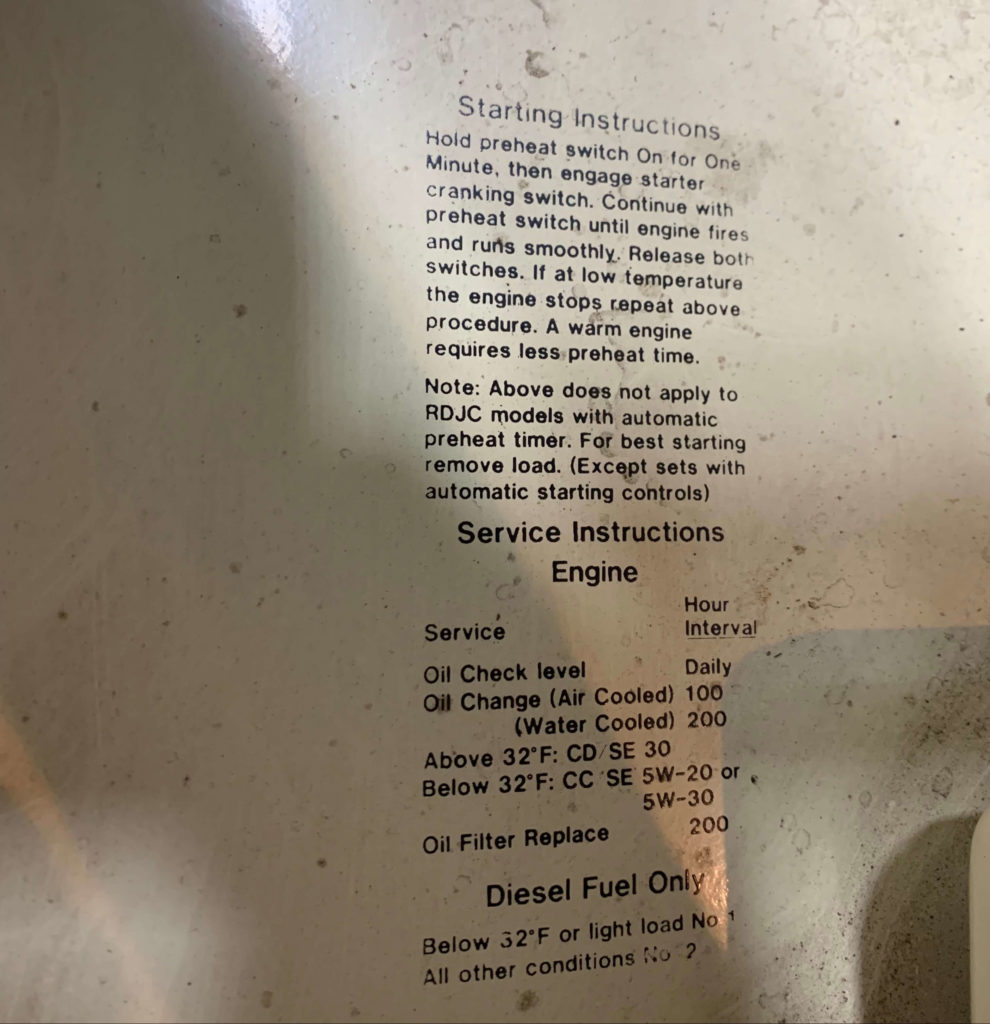 Starting Instructions
Hold preheat switch On for One
Minute, then engage starter
cranking switch. Continue with
preheat switch until engine fires
and runs smoothly. Release both
switches. If at low temperature
the engine stops repeat above
procedure. A warm engine
requires less preheat time.
Note: Above does not apply to
RDJC models with automatic
preheat timer. For best starting
remove load. (Except sets with
automatic starting controls)
Service Instructions
Engine
Hour
Service Interval
Oil Check level Daily
Oil Change (Air Cooled) 100
(Water Cooled) 200
Above 32°F: CD/SE 30
Below 32°F: CC SE 5W-20 or
5W-30
Oil Filter Replace 200
Diesel Fuel Only
Below 32°F or light load No 1
All other conditions No 2